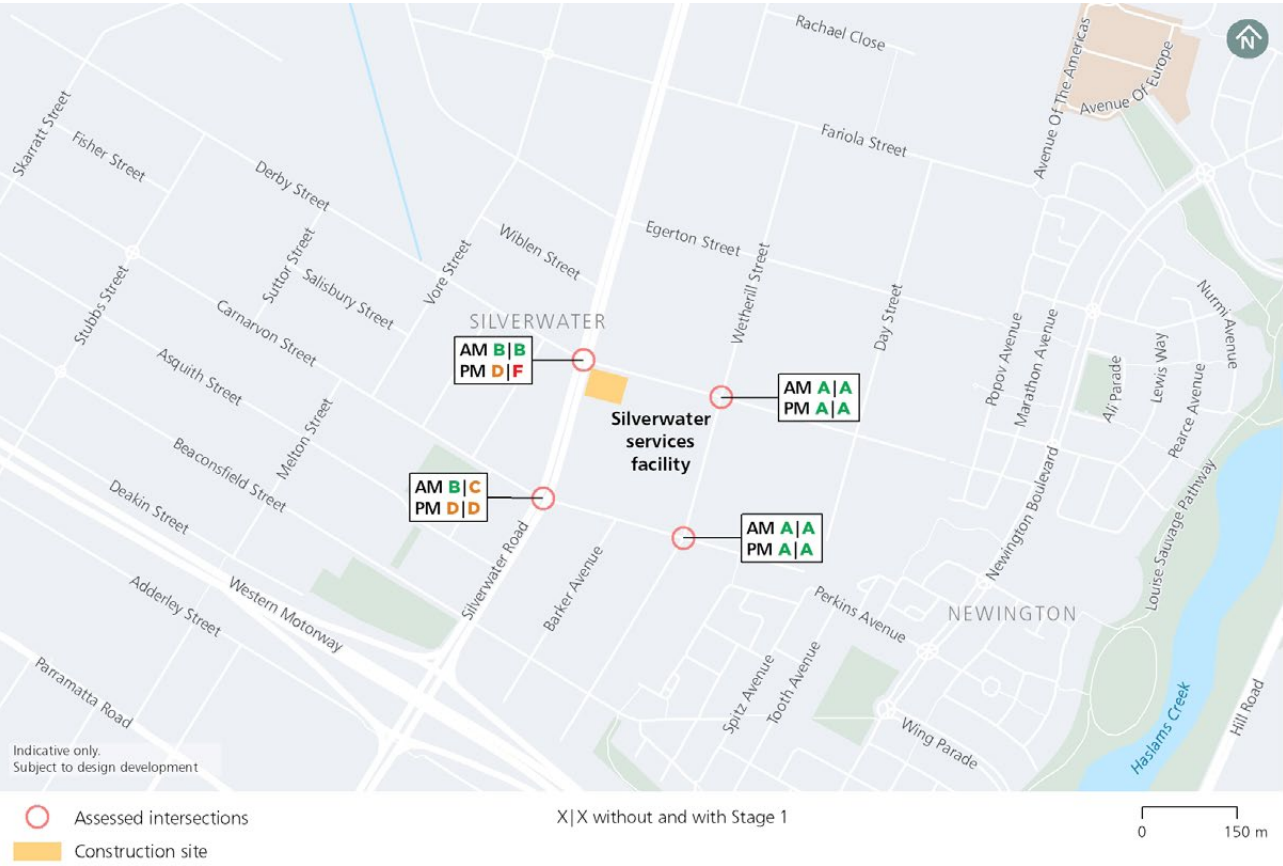 Rachael Close
N
Avenue Of The Americas
Avenue Of Europe
Skarratt Street
Fisher Street
Fariola Street
Derby Street
Egerton Street
Wiblen Street
Wetherill Street
Vore Street
Suttor Street
Salisbury Street
Stubbs Street
Carnarvon Street
Day Street
Nurmi Avenue
Popov Avenue
Marathon Avenue
Ali Parade
Lewis Way
Pearce Avenue
SILVERWATER
AM B|B
PM D|F
Asquith Street
AM A|A
PM A|A
Silverwater
services
facility
Melton Street
Beaconsfield Street
AM B|C
PM D|D
Deakin Street
AM A|A
PM A|A
Newington Boulevard
Louise Sauvage Pathway
Silverwater Road
Barker Avenue
Western Motorway
Adderley Street
Perkins Avenue
NEWINGTON
Parramatta Road
Spitz Avenue
Tooth Avenue
Wing Parade
Haslams Creek
Hill Road
Indicative only.
Subject to design development
Assessed intersections
X|X without and with Stage 1
0 150 m
Construction site